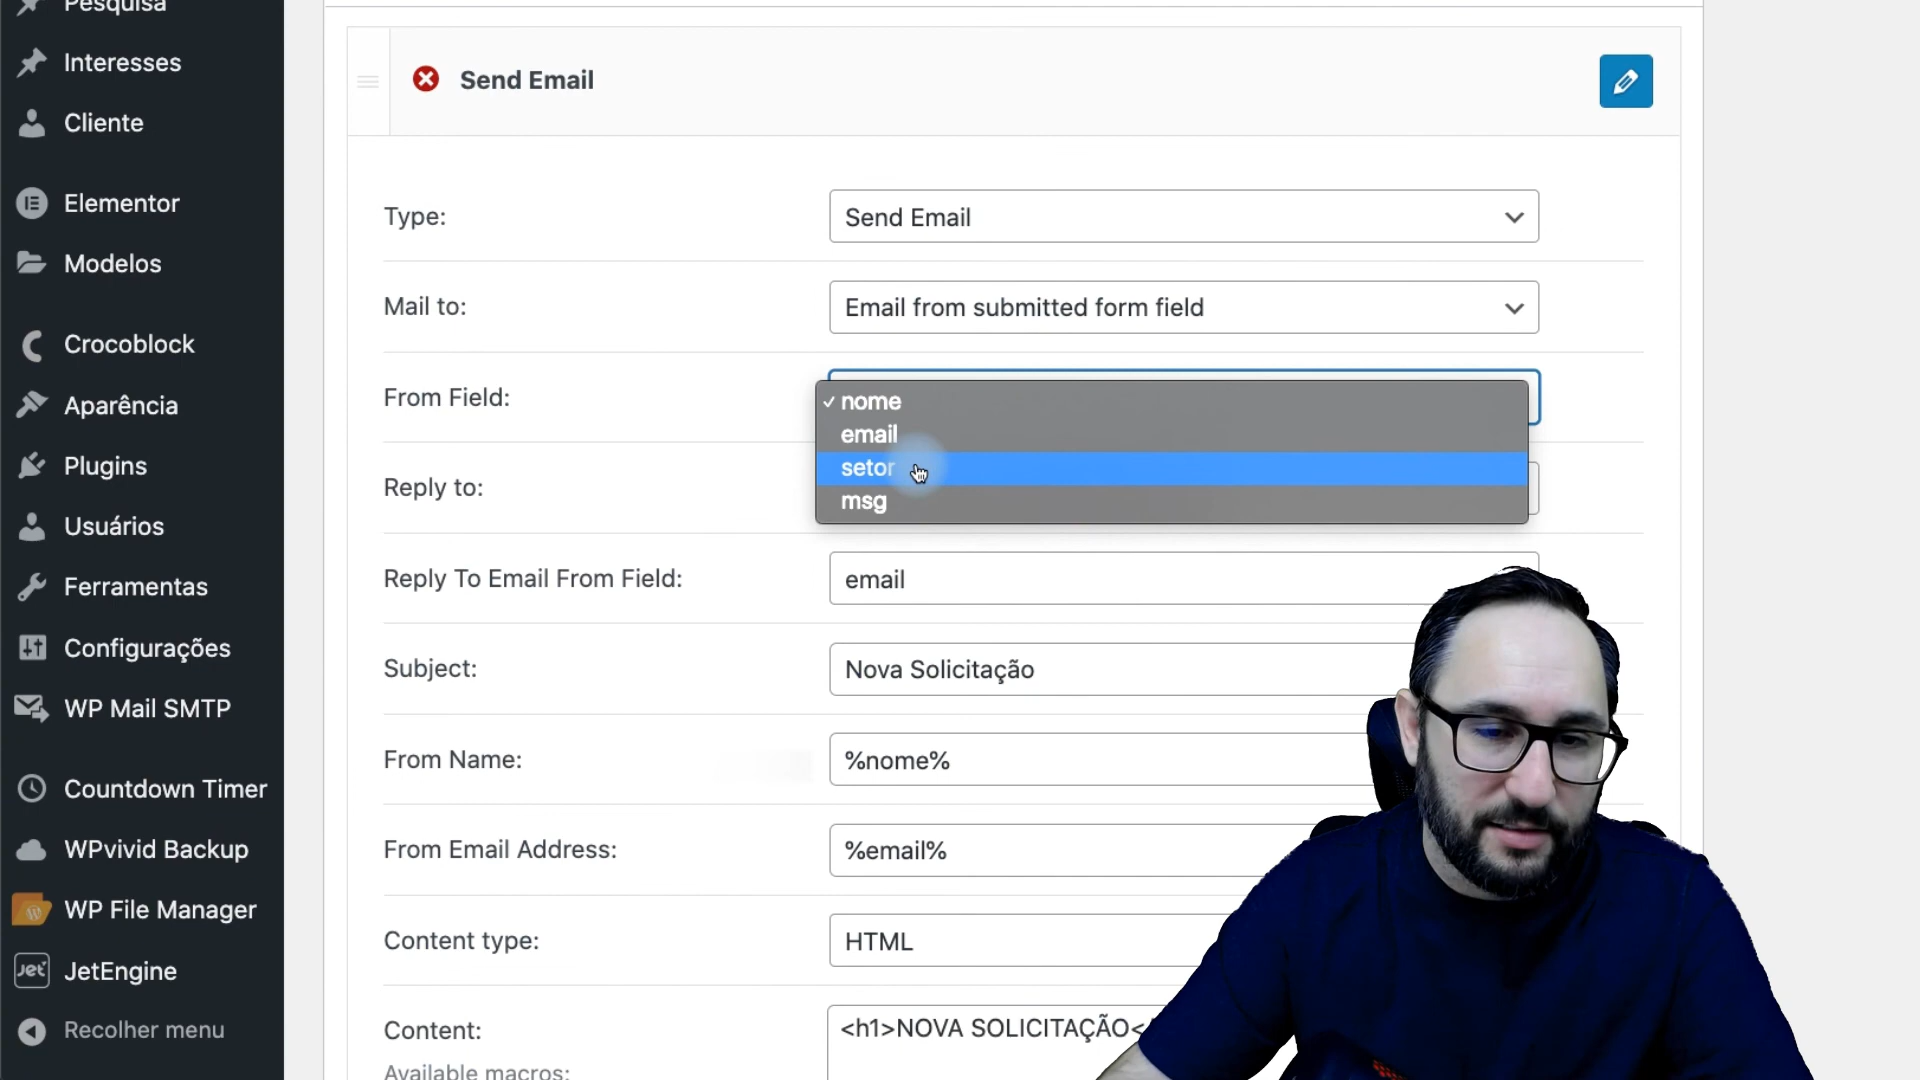 Pesquisa
Interesses
Cliente
Elementor
Modelos
Crocoblock
Aparência
Plugins
Usuários
Ferramentas
Configurações
WP Mail SMTP
Countdown Timer
WPvivid Backup
WP File Manager
Jet JetEngine
Recolher menu
Send Email
Type: Send Email
Mail to: Email from submitted form field
From Field:
✓ nome
email
setor
msg
Reply to:
Reply To Email From Field: email
Subject: Nova Solicitação
From Name: %nome%
From Email Address: %email%
Content type: HTML
Content: <h1>NOVA SOLICITAÇÃO<
Available macros: